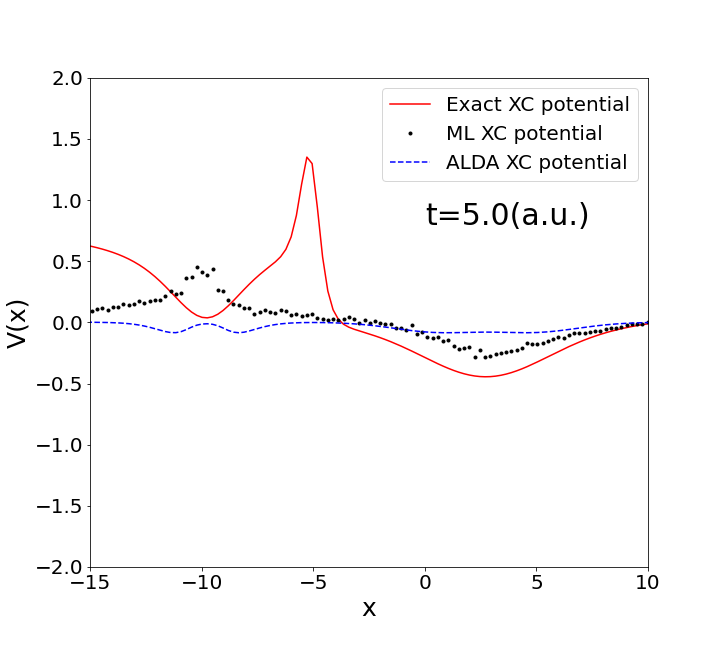 Exact XC potential
ML XC potential
ALDA XC potential
t=5.0(a.u.)
V(x)
2.0
1.5
1.0
0.5
0.0
−0.5
−1.0
−1.5
−2.0
−15
−10
−5
0
5
10
x